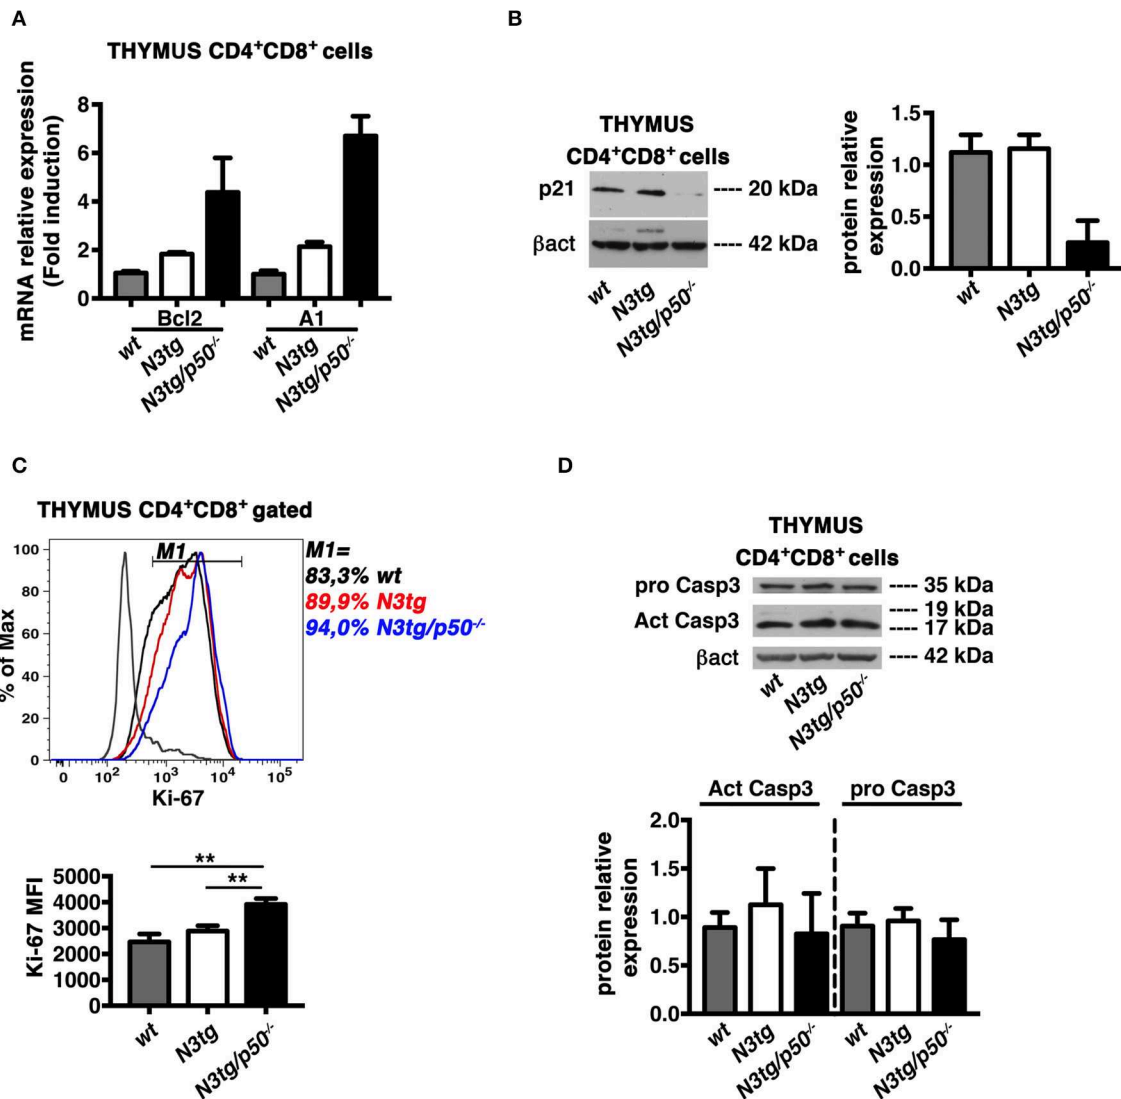 A
THYMUS CD4+CD8+ cells
mRNA relative expression
(Fold induction)
8
6
4
2
0
Bcl2
A1
wt
N3tg
N3tg/p50-/-
wt
N3tg
N3tg/p50-/-
B
THYMUS
CD4+CD8+ cells
p21
---- 20 kDa
βact
---- 42 kDa
wt
N3tg
N3tg/p50-/-
protein relative
expression
1.5
1.0
0.5
0.0
wt
N3tg
N3tg/p50-/-
C
THYMUS CD4+CD8+ gated
% of Max
100
80
60
40
20
0
M1
0
10²
10³
10⁴
10⁵
Ki-67
M1=
83,3% wt
89,9% N3tg
94,0% N3tg/p50-/-
Ki-67 MFI
5000
4000
3000
2000
1000
0
**
**
wt
N3tg
N3tg/p50-/-
D
THYMUS
CD4+CD8+ cells
pro Casp3
---- 35 kDa
Act Casp3
---- 19 kDa
---- 17 kDa
βact
---- 42 kDa
wt
N3tg
N3tg/p50-/-
Act Casp3
pro Casp3
protein relative
expression
2.0
1.5
1.0
0.5
0.0
wt
N3tg
N3tg/p50-/-
wt
N3tg
N3tg/p50-/-